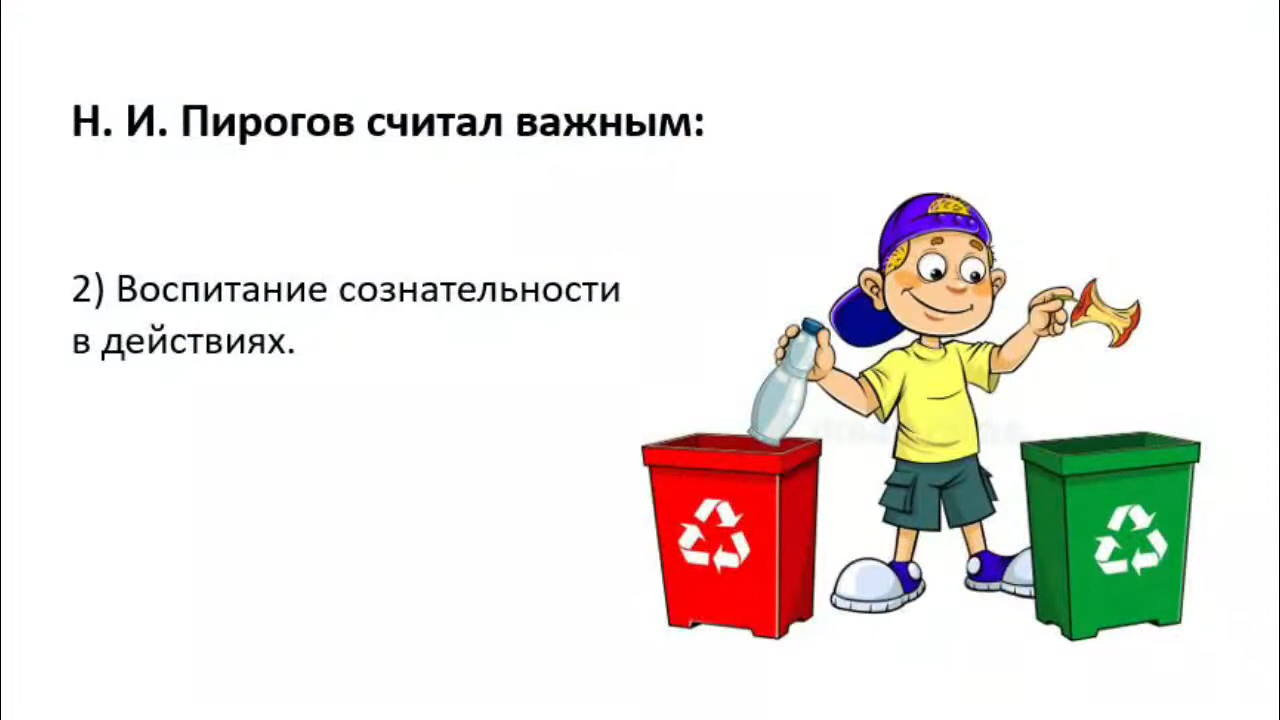 Н. И. Пирогов считал важным:
2) Воспитание сознательности
в действиях.